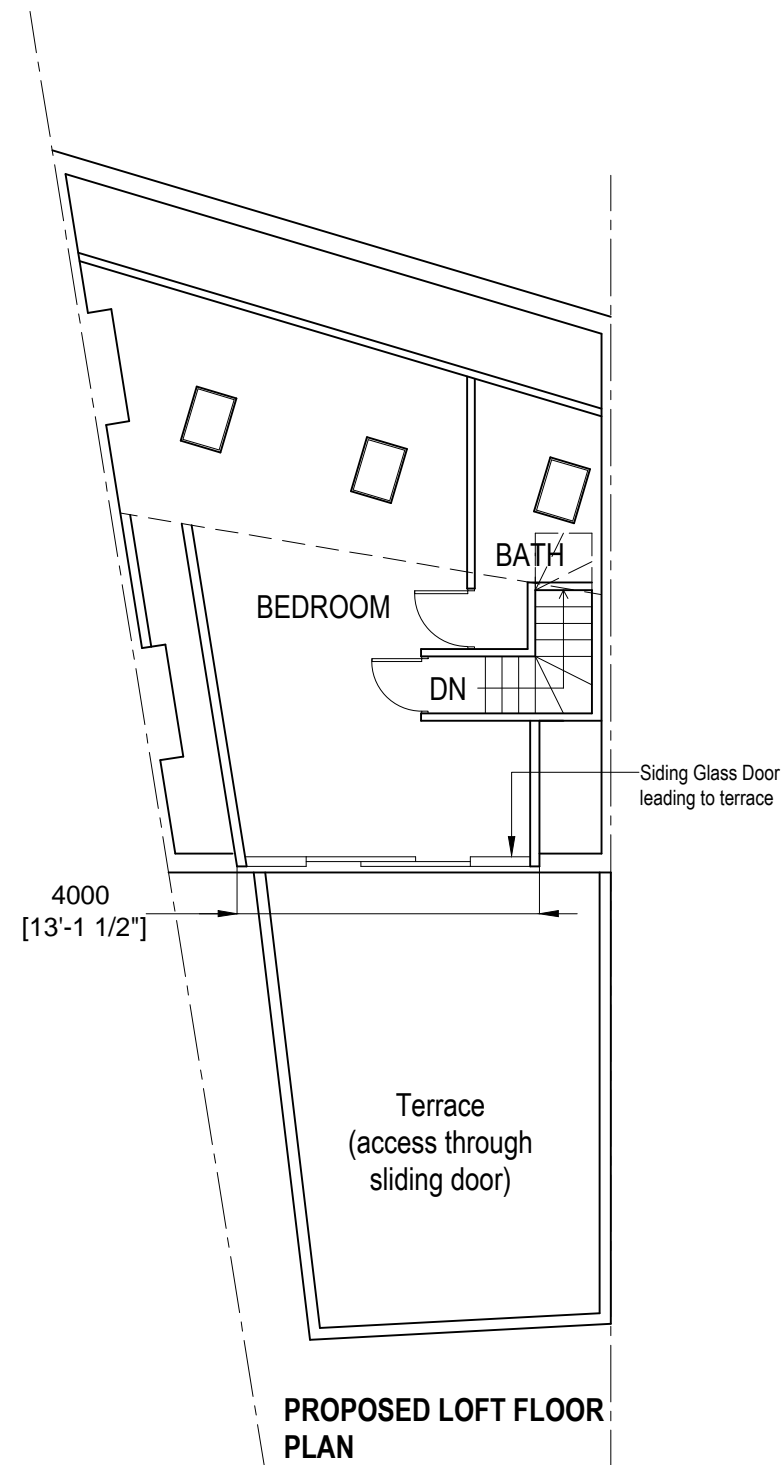 BATH
BEDROOM
DN
Siding Glass Door
leading to terrace
4000
[13'-1 1/2"]
Terrace
(access through
sliding door)
PROPOSED LOFT FLOOR
PLAN